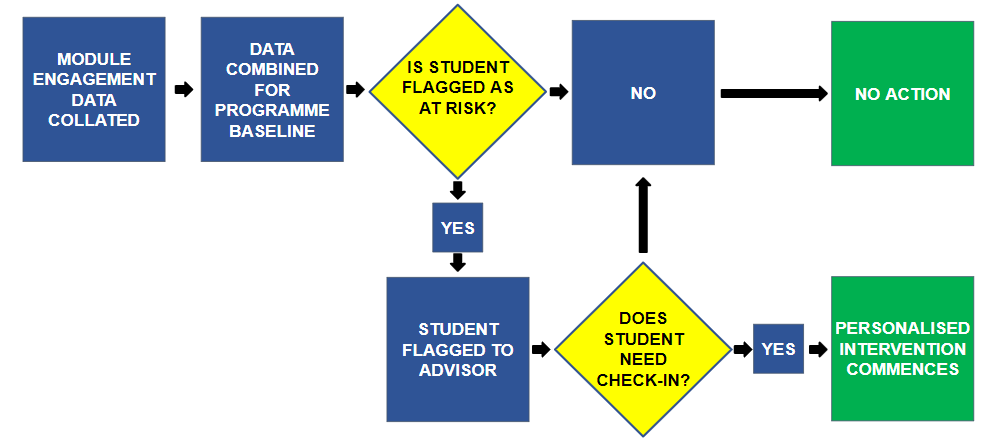 MODULE
ENGAGEMENT
DATA
COLLATED
DATA
COMBINED
FOR
PROGRAMME
BASELINE
IS STUDENT
FLAGGED AS
AT RISK?
NO
NO ACTION
YES
STUDENT
FLAGGED TO
ADVISOR
DOES
STUDENT
NEED
CHECK-IN?
YES
PERSONALISED
INTERVENTION
COMMENCES